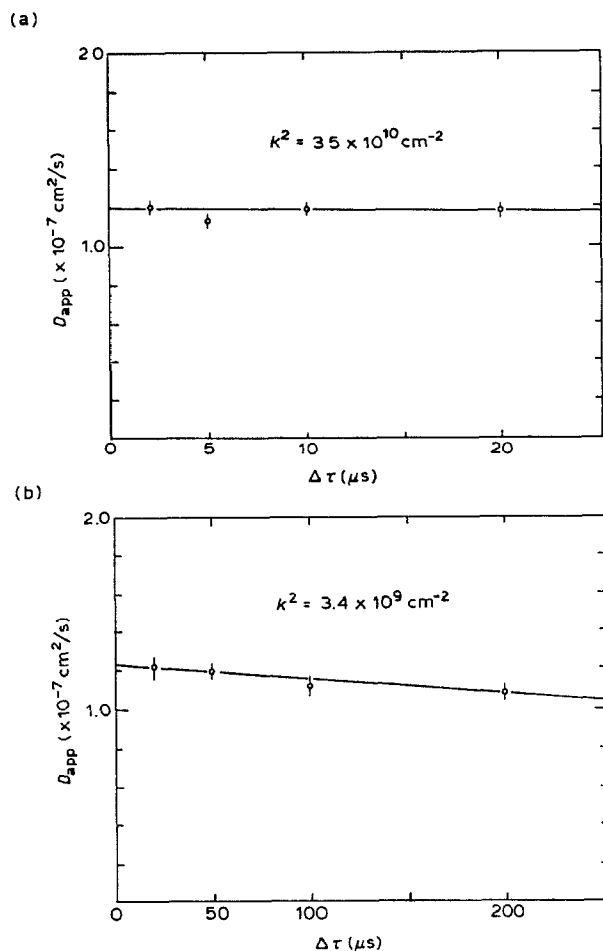 (a)
2.0
K² = 3.5 x 10¹⁰ cm⁻²
1.0
D_app (x 10⁻⁷ cm²/s)
0 5 10 20
Δτ (μs)
(b)
2.0
K² = 3.4 x 10⁹ cm⁻²
1.0
D_app (x 10⁻⁷ cm²/s)
0 50 100 200
Δτ (μs)